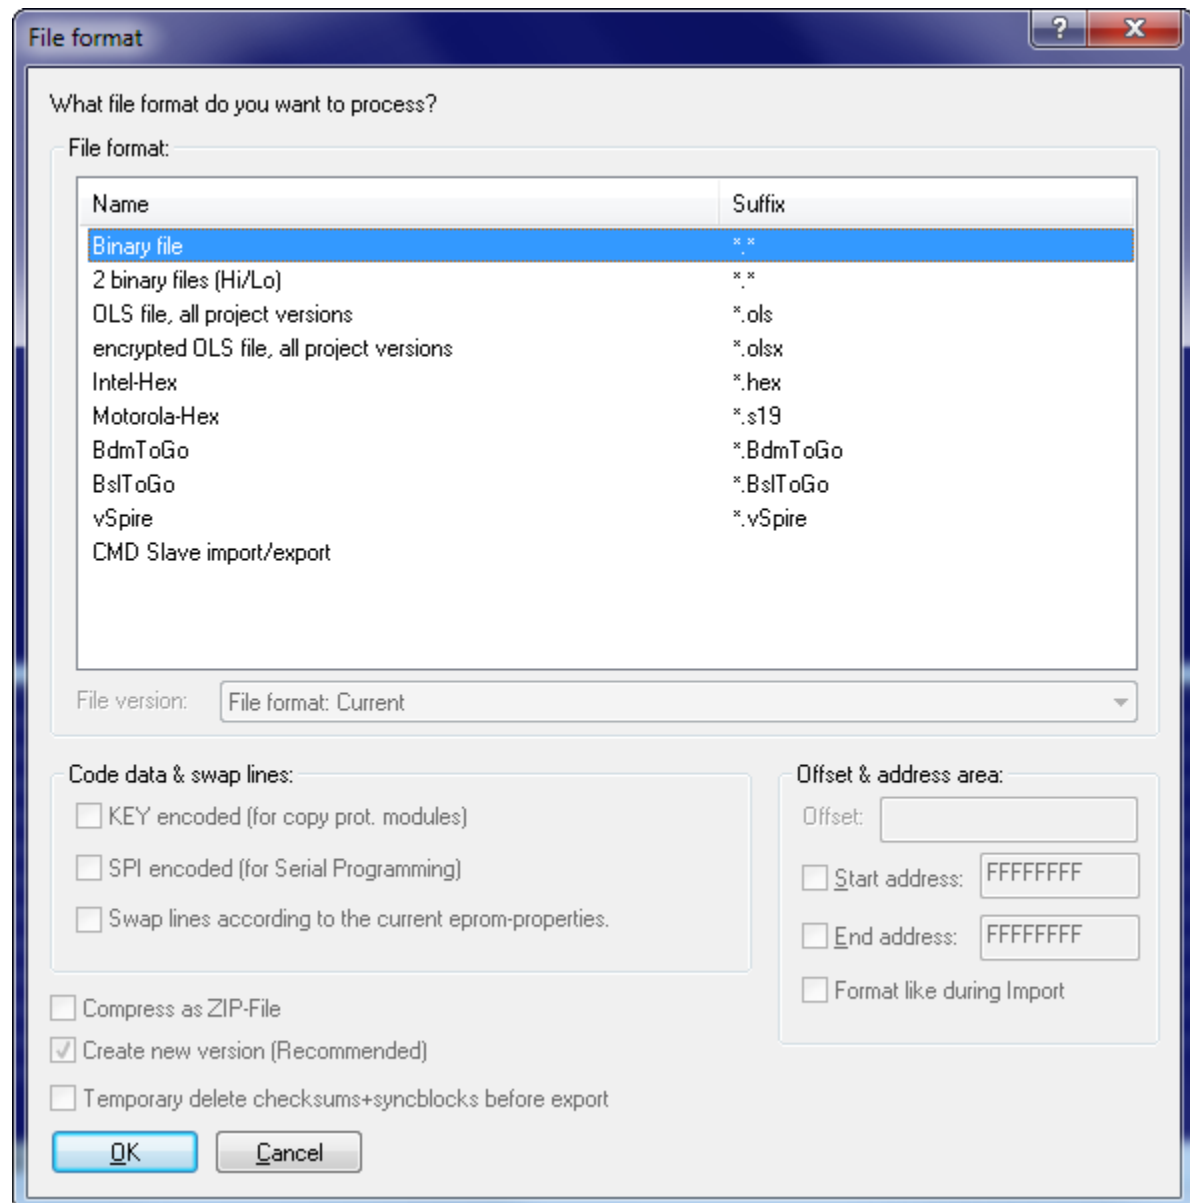 File format
What file format do you want to process?
File format:
Name Suffix
Binary file *.*
2 binary files (Hi/Lo) *.*
OLS file, all project versions *.ols
encrypted OLS file, all project versions *.olsx
Intel-Hex *.hex
Motorola-Hex *.s19
BdmToGo *.BdmToGo
BslToGo *.BslToGo
vSpire *.vSpire
CMD Slave import/export
File version: File format: Current
Code data & swap lines:
KEY encoded (for copy prot. modules)
SPI encoded (for Serial Programming)
Swap lines according to the current eprom-properties.
Offset & address area:
Offset:
Start address: FFFFFFFF
End address: FFFFFFFF
Format like during Import
Compress as ZIP-File
Create new version (Recommended)
Temporary delete checksums+syncblocks before export
OK Cancel